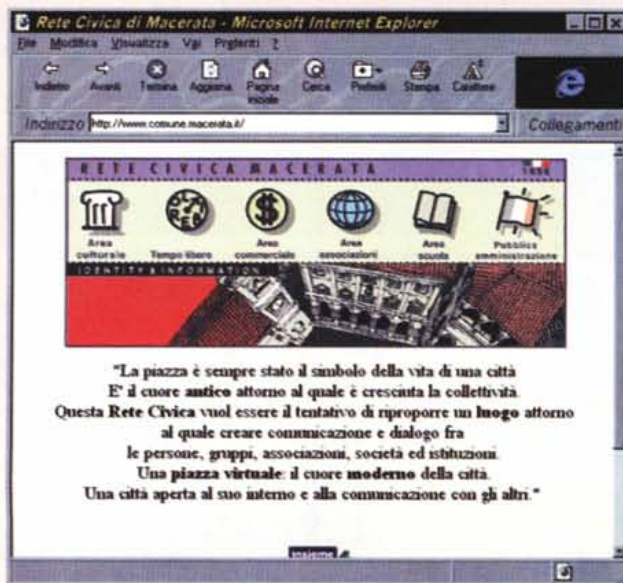 Rete Civica di Macerata - Microsoft Internet Explorer
File Modifica Visualizza Vai Preferiti ?
Indietro Avanti Termina Aggiorna Pagina iniziale Cerca Preferiti Stampa Carattere
Indirizzo http://www.comune.macerata.it/ Collegamenti
RETE CIVICA MACERATA
Area culturale Tempo libero Area commerciale Area associazioni Area scuola Pubblica amministrazione
IDENTITY & INFORMATION
"La piazza è sempre stato il simbolo della vita di una città
E' il cuore antico attorno al quale è cresciuta la collettività.
Questa Rete Civica vuol essere il tentativo di riproporre un luogo attorno
al quale creare comunicazione e dialogo fra
le persone, gruppi, associazioni, società ed istituzioni.
Una piazza virtuale: il cuore moderno della città.
Una città aperta al suo interno e alla comunicazione con gli altri."
insieme